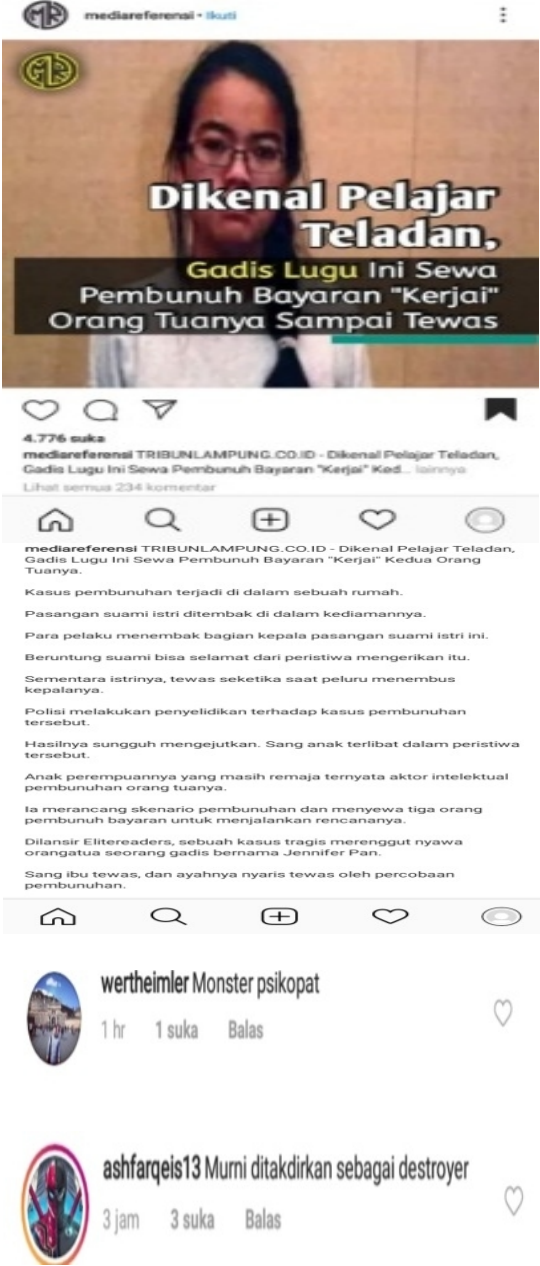 MR
mediareferensi • Ikuti
MR
Dikenal Pelajar
Teladan,
Gadis Lugu Ini Sewa
Pembunuh Bayaran "Kerjai"
Orang Tuanya Sampai Tewas
4.776 suka
mediareferensi TRIBUNLAMPUNG.CO.ID - Dikenal Pelajar Teladan,
Gadis Lugu Ini Sewa Pembunuh Bayaran "Kerjai" Ked... lainnya
Lihat semua 234 komentar
mediareferensi TRIBUNLAMPUNG.CO.ID - Dikenal Pelajar Teladan,
Gadis Lugu Ini Sewa Pembunuh Bayaran "Kerjai" Kedua Orang
Tuanya.
Kasus pembunuhan terjadi di dalam sebuah rumah.
Pasangan suami istri ditembak di dalam kediamannya.
Para pelaku menembak bagian kepala pasangan suami istri ini.
Beruntung suami bisa selamat dari peristiwa mengerikan itu.
Sementara istrinya, tewas seketika saat peluru menembus
kepalanya.
Polisi melakukan penyelidikan terhadap kasus pembunuhan
tersebut.
Hasilnya sungguh mengejutkan. Sang anak terlibat dalam peristiwa
tersebut.
Anak perempuannya yang masih remaja ternyata aktor intelektual
pembunuhan orang tuanya.
Ia merancang skenario pembunuhan dan menyewa tiga orang
pembunuh bayaran untuk menjalankan rencananya.
Dilansir Elitereaders, sebuah kasus tragis merenggut nyawa
orangatua seorang gadis bernama Jennifer Pan.
Sang ibu tewas, dan ayahnya nyaris tewas oleh percobaan
pembunuhan.
wertheimler Monster psikopat
1 hr 1 suka Balas
ashfarqeis13 Murni ditakdirkan sebagai destroyer
3 jam 3 suka Balas